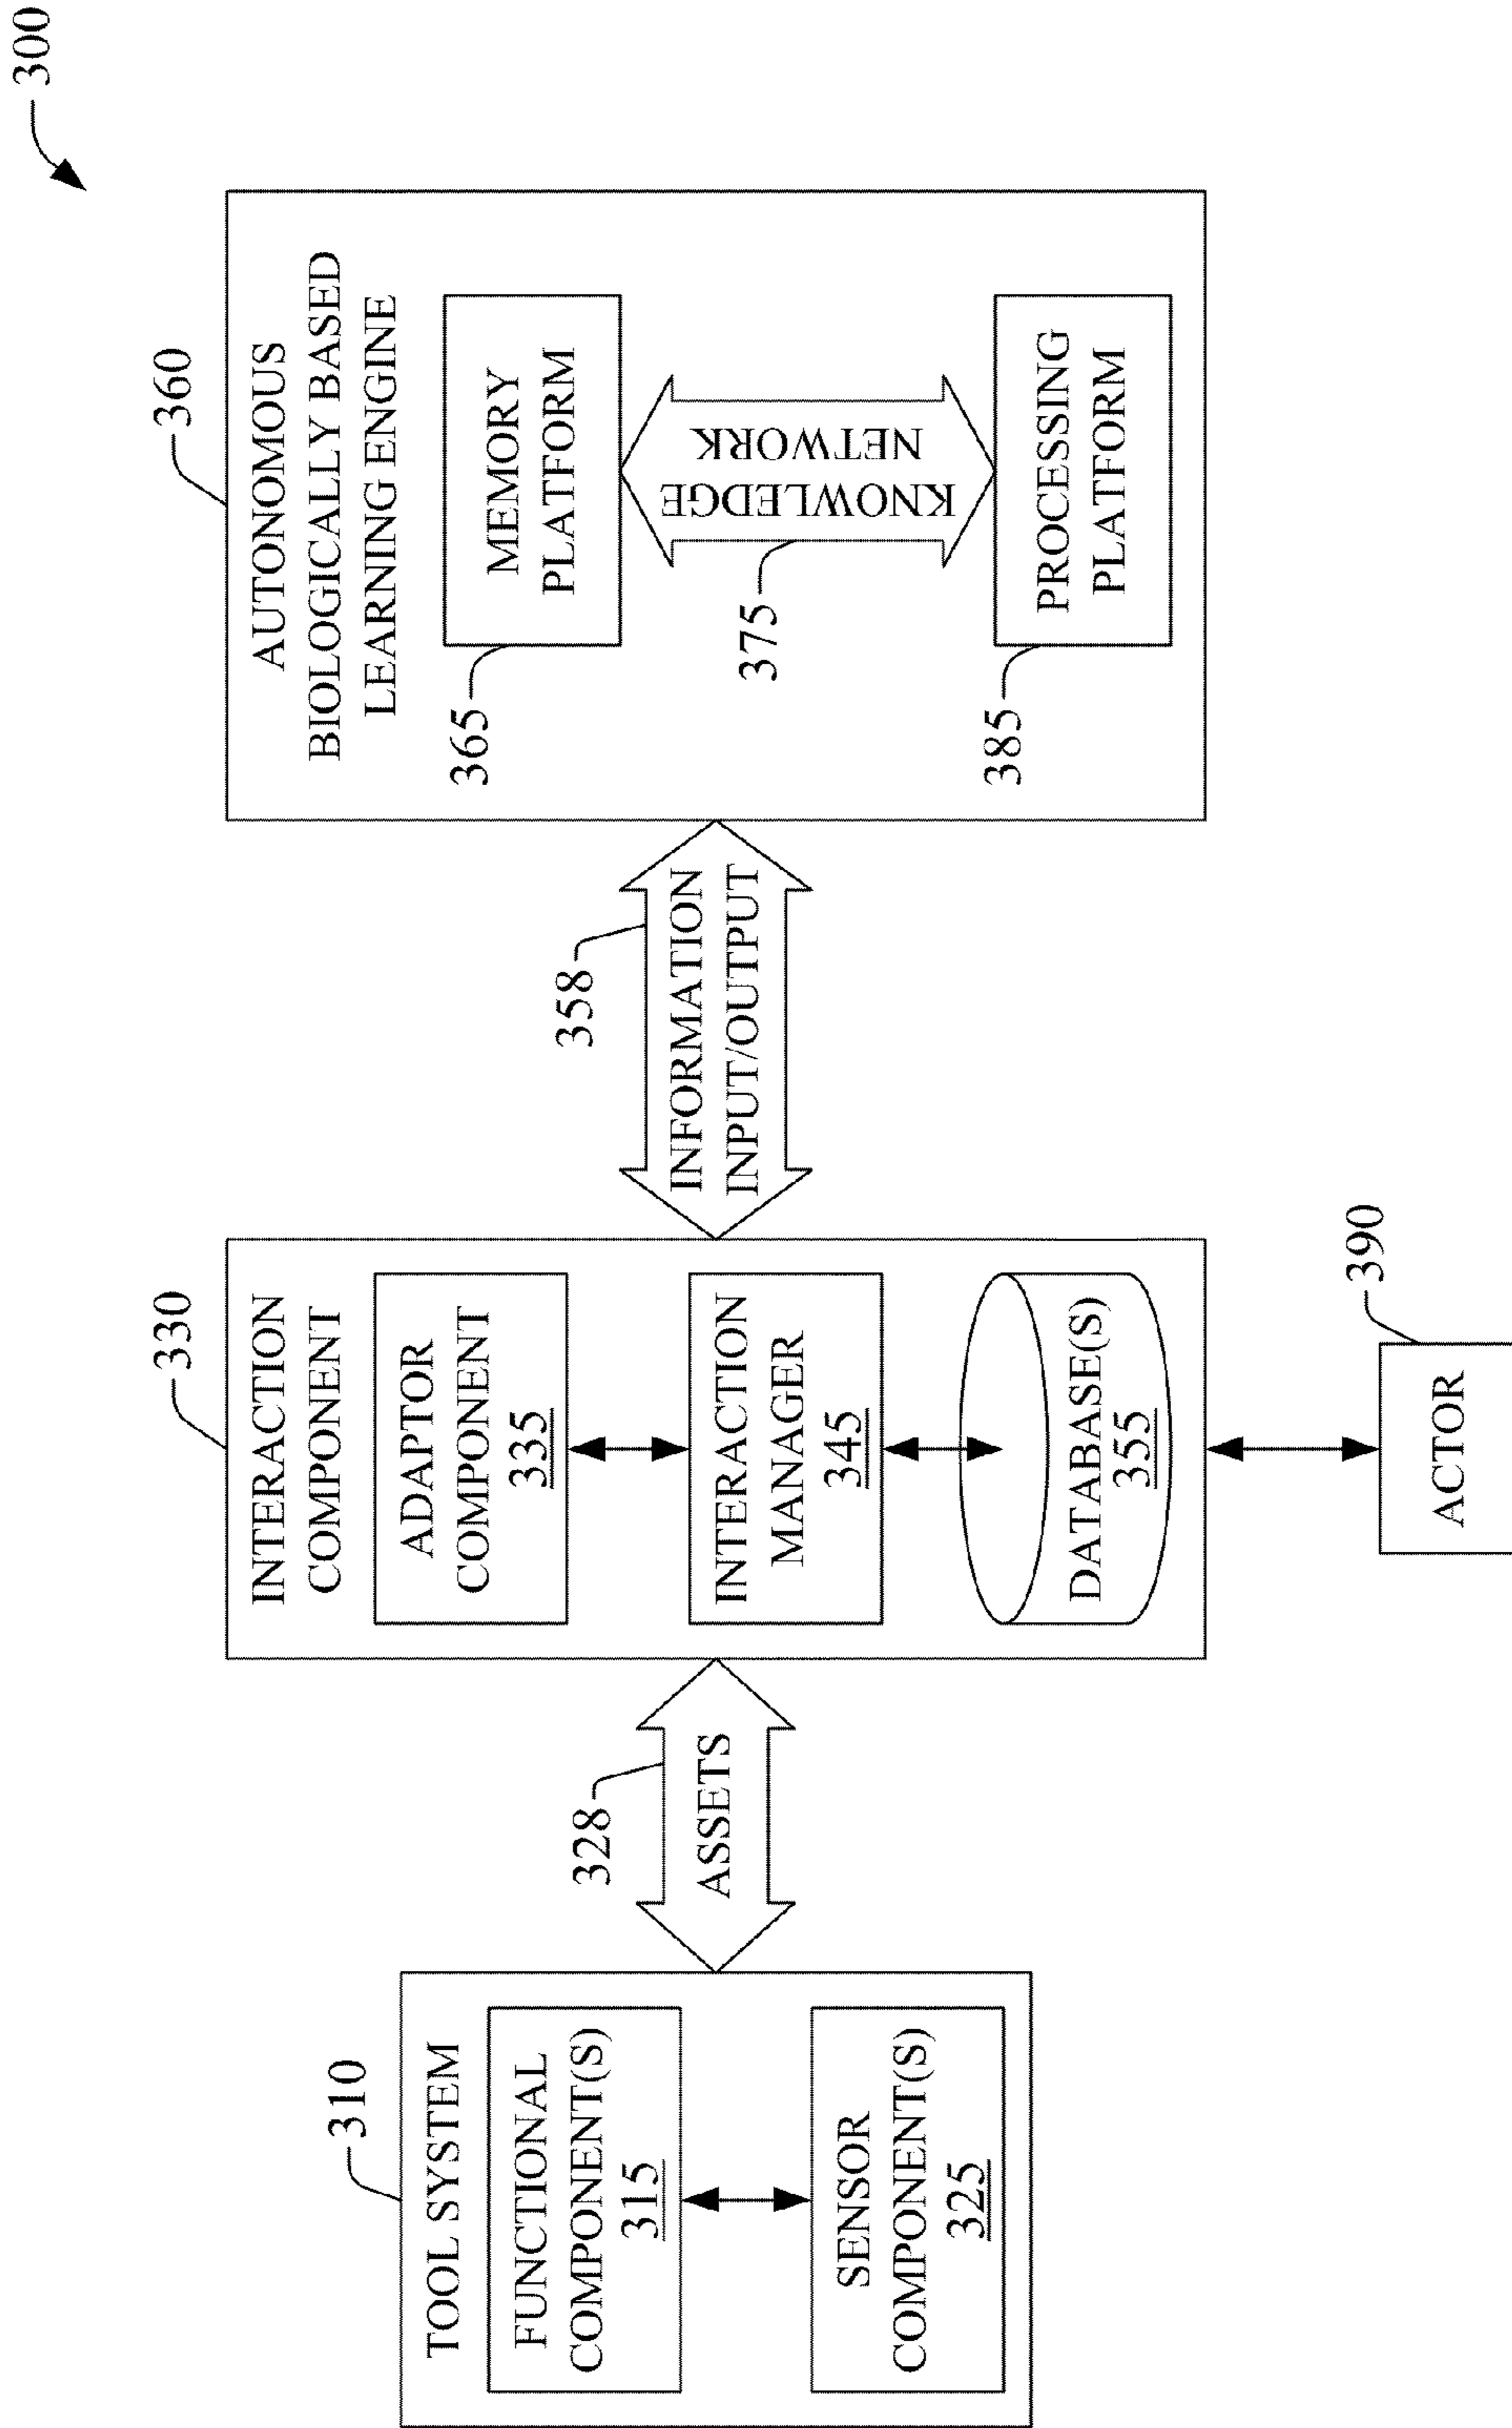 300
310
TOOL SYSTEM
FUNCTIONAL
COMPONENT(S)
315
SENSOR
COMPONENT(S)
325
328
ASSETS
330
INTERACTION
COMPONENT
ADAPTOR
COMPONENT
335
INTERACTION
MANAGER
345
DATABASE(S)
355
390
ACTOR
358
INFORMATION
INPUT/OUTPUT
360
AUTONOMOUS
BIOLOGICALLY BASED
LEARNING ENGINE
365
MEMORY
PLATFORM
375
KNOWLEDGE
NETWORK
385
PROCESSING
PLATFORM